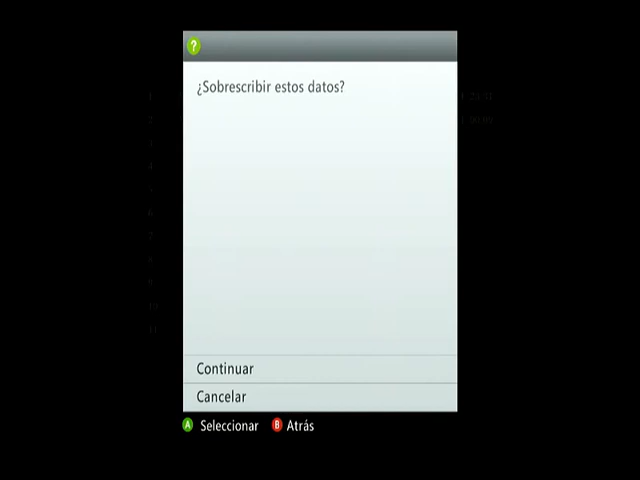 ?
¿Sobrescribir estos datos?
Continuar
Cancelar
A Seleccionar B Atrás